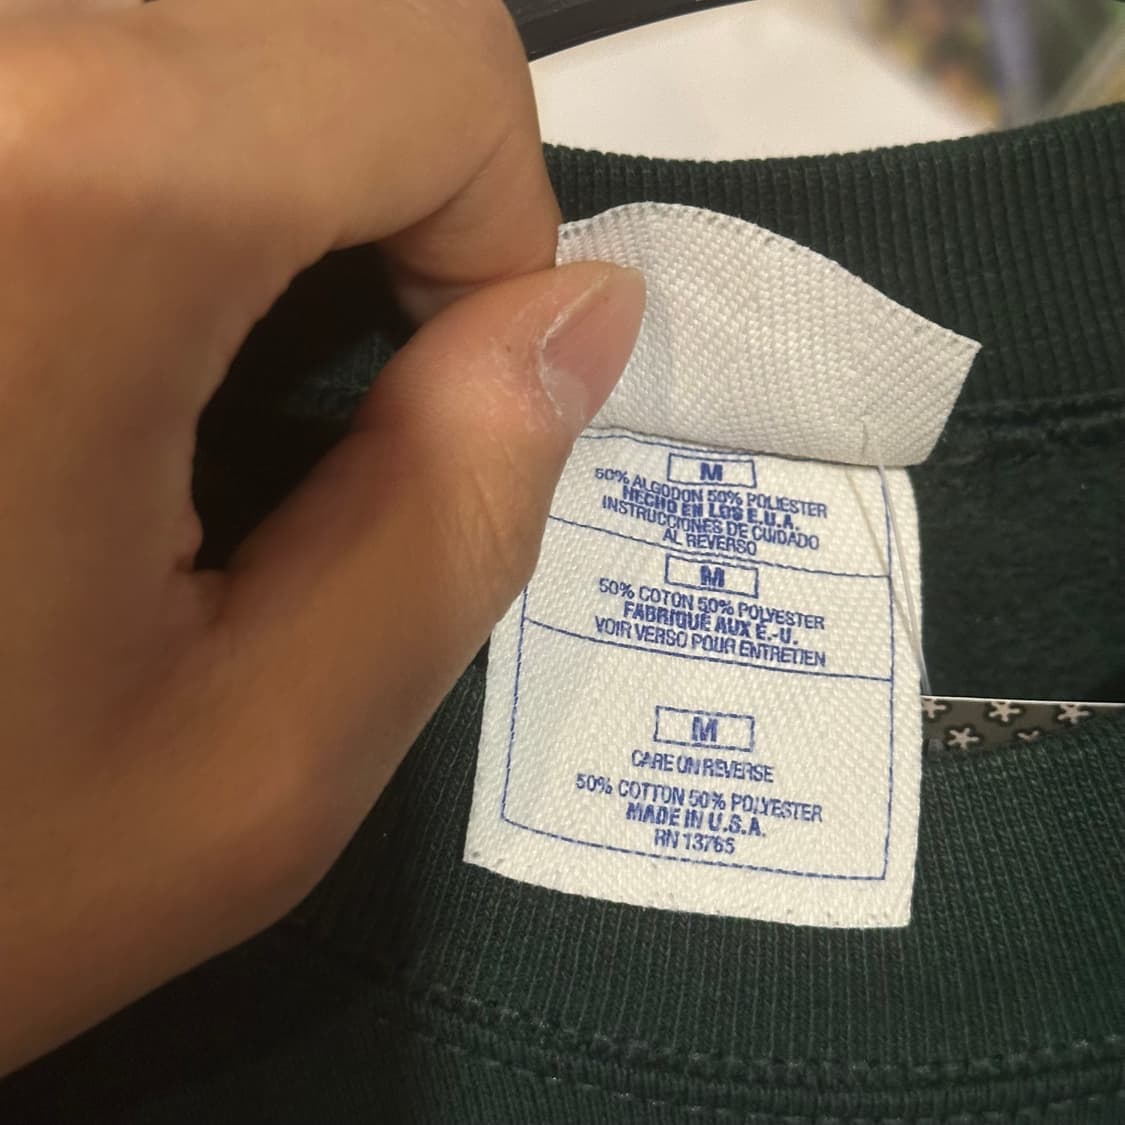 M
50% ALGODON 50% POLIESTER
HECHO EN LOS E.U.A.
INSTRUCCIONES DE CUIDADO
AL REVERSO
M
50% COTON 50% POLYESTER
FABRIQUÉ AUX É.-U.
VOIR VERSO POUR ENTRETIEN
M
CARE ON REVERSE
50% COTTON 50% POLYESTER
MADE IN U.S.A.
RN 13765